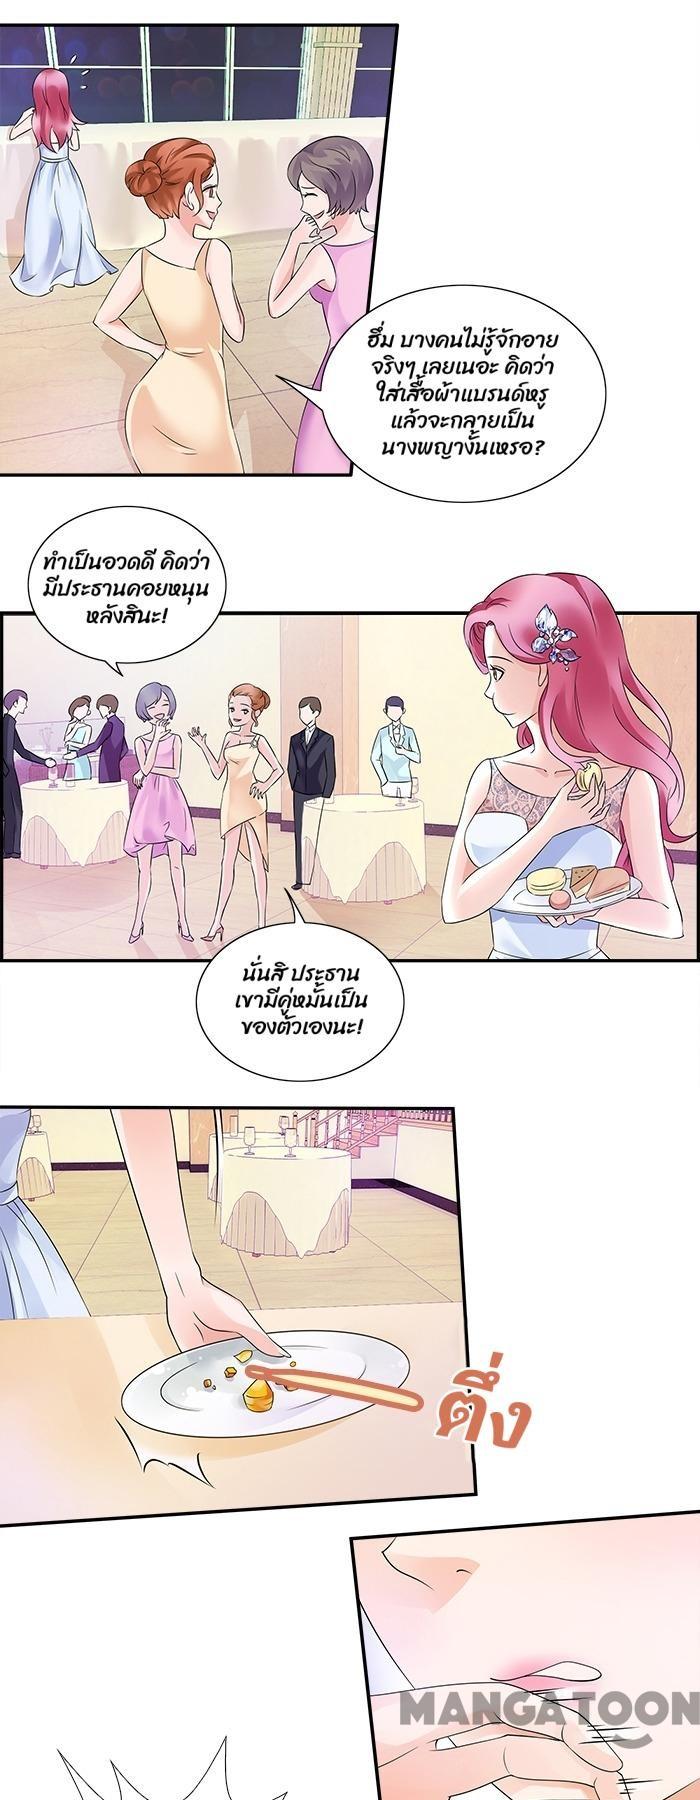 ฮึ่ม บางคนไม่รู้จักอาย
จริงๆ เลยเนอะ คิดว่า
ใส่เสื้อผ้าแบรนด์หรู
แล้วจะกลายเป็น
นางพญางั้นเหรอ?
ทำเป็นอวดดี คิดว่า
มีประธานคอยหนุน
หลังสินะ!
นั่นสิ ประธาน
เขามีคู่หมั้นเป็น
ของตัวเองนะ!
ตึ่ง
MANGATOON